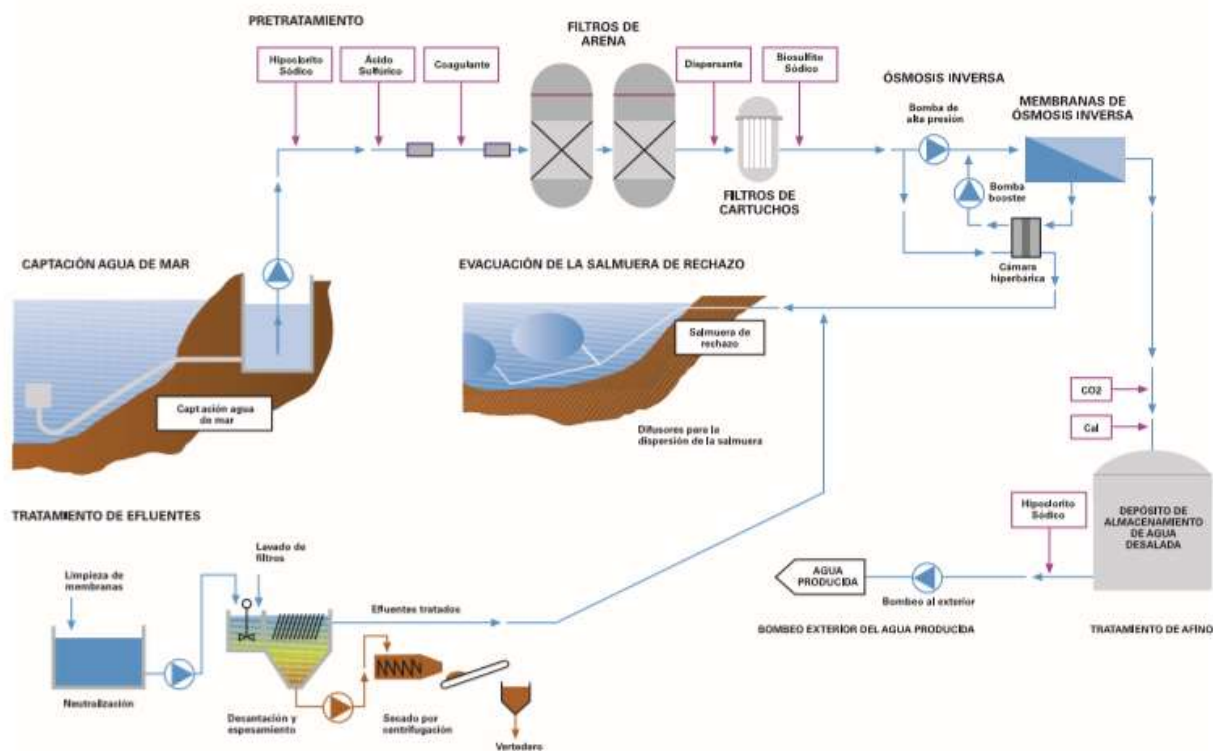 PRETRATAMIENTO
Hipoclorito
Sódico
Ácido
Sulfúrico
Coagulante
FILTROS DE
ARENA
Dispersante
Biosulfito
Sódico
FILTROS DE
CARTUCHOS
ÓSMOSIS INVERSA
Bomba de
alta presión
MEMBRANAS DE
ÓSMOSIS INVERSA
Bomba
booster
Cámara
hiperbárica
CAPTACIÓN AGUA DE MAR
Captación agua
de mar
EVACUACIÓN DE LA SALMUERA DE RECHAZO
Salmuera de
rechazo
Difusores para la
dispersión de la salmuera
CO2
Cal
DEPÓSITO DE
ALMACENAMIENTO
DE AGUA
DESALADA
Hipoclorito
Sódico
AGUA
PRODUCIDA
Bombeo al exterior
BOMBEO EXTERIOR DEL AGUA PRODUCIDA
TRATAMIENTO DE AFINO
TRATAMIENTO DE EFLUENTES
Limpieza de
membranas
Neutralización
Lavado de
filtros
Efluentes tratados
Decantación y
espesamiento
Secado por
centrifugación
Vertedero